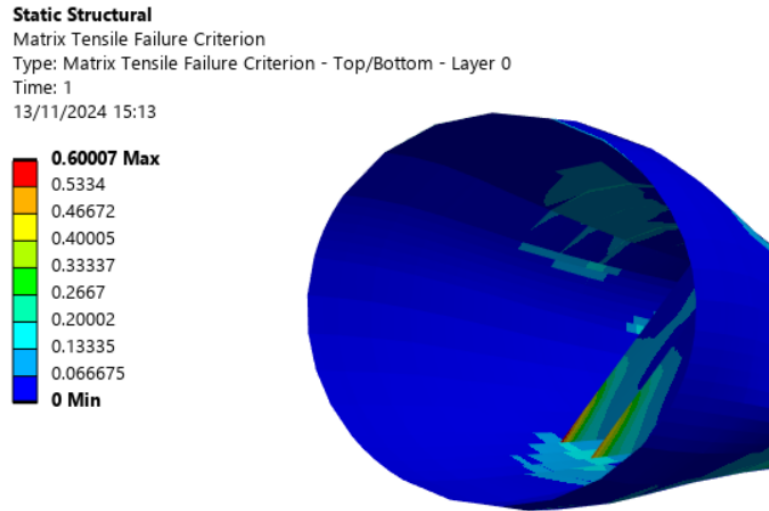 Static Structural
Matrix Tensile Failure Criterion
Type: Matrix Tensile Failure Criterion - Top/Bottom - Layer 0
Time: 1
13/11/2024 15:13
0.60007 Max
0.5334
0.46672
0.40005
0.33337
0.2667
0.20002
0.13335
0.066675
0 Min